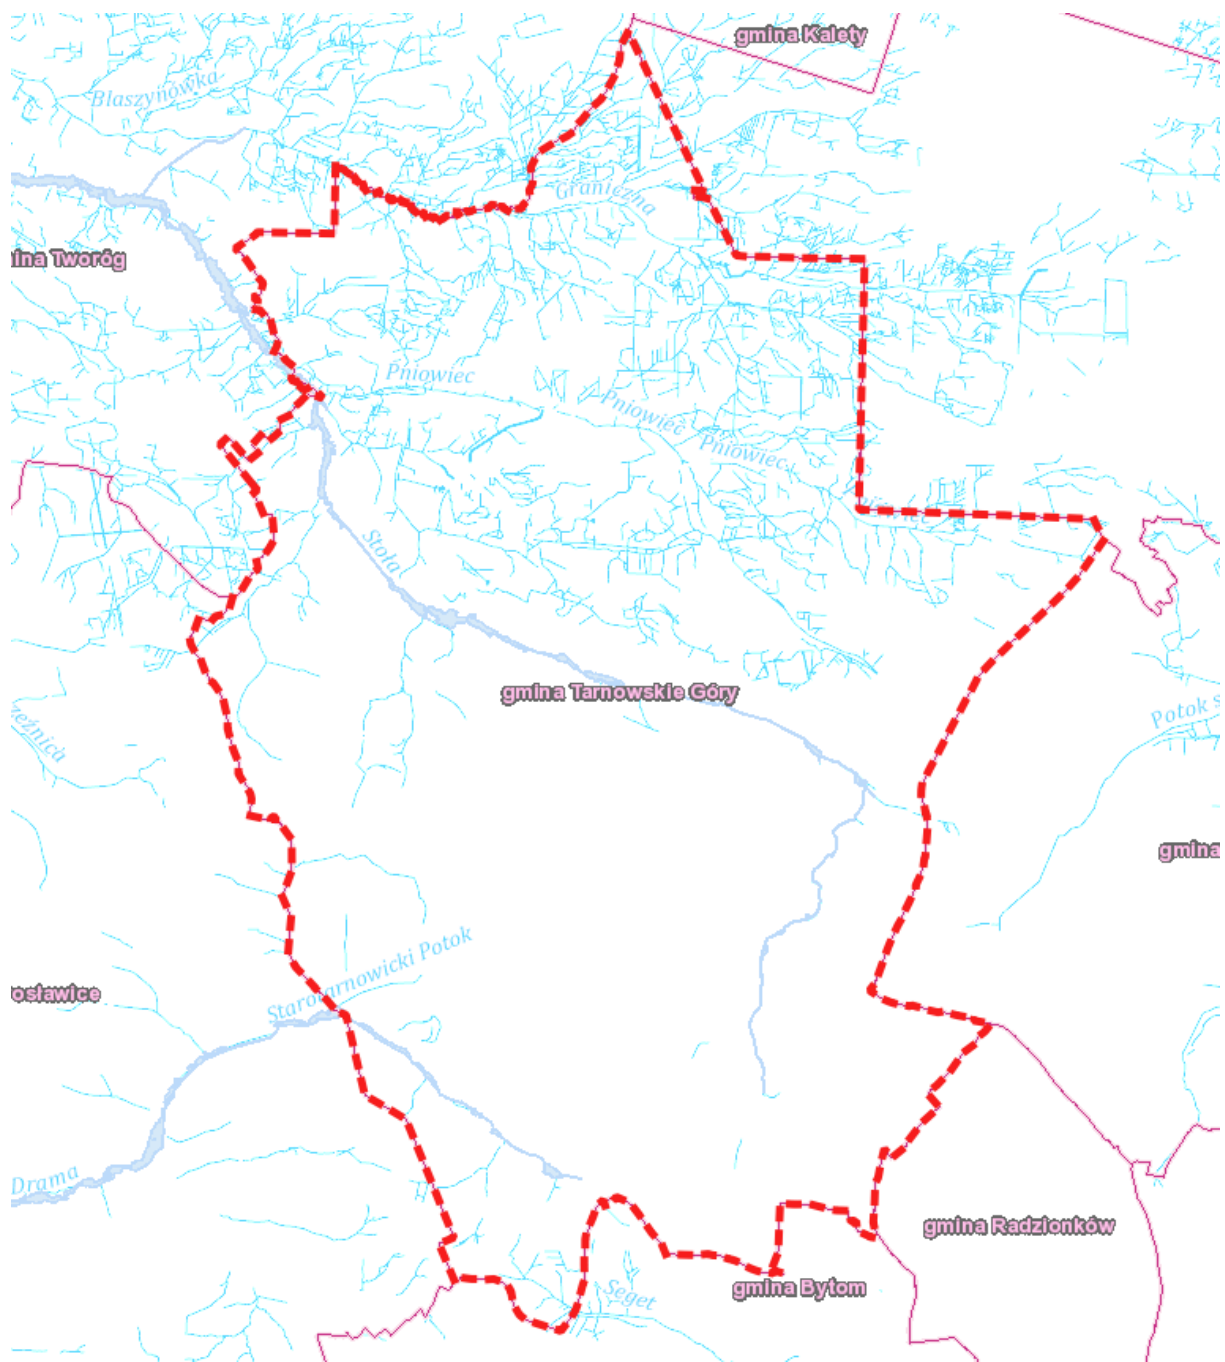 gmina Kalety
Blaszynówka
Graniczna
ina Tworóg
Pniowiec
Pniowiec
Pniowiec
Stoła
gmina Tarnowskie Góry
Potok s
zeźnica
gmina
Starotarnowicki Potok
osławice
Drama
gmina Radzionków
gmina Bytom
Seget